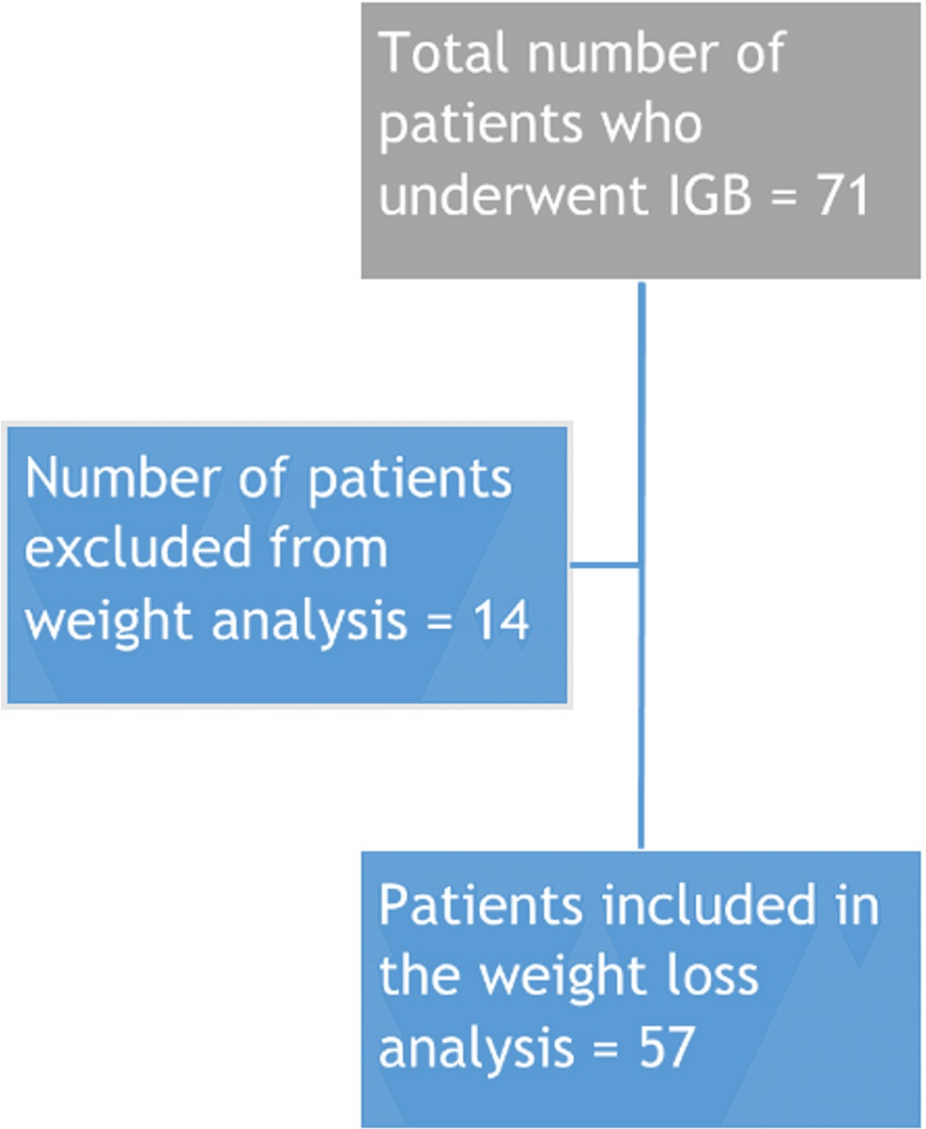 Total number of
patients who
underwent IGB = 71
Number of patients
excluded from
weight analysis = 14
Patients included in
the weight loss
analysis = 57